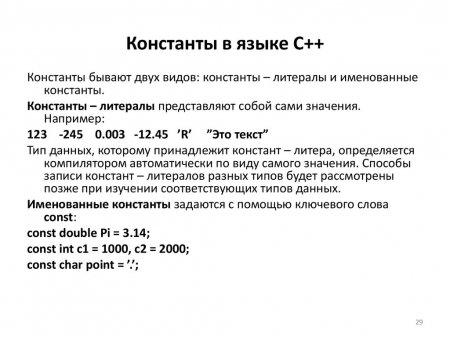 Константы в языке С++
Константы бывают двух видов: константы – литералы и именованные
константы.
Константы – литералы представляют собой сами значения.
Например:
123 -245 0.003 -12.45 ’R’ ”Это текст”
Тип данных, которому принадлежит констант – литера, определяется
компилятором автоматически по виду самого значения. Способы
записи констант – литералов разных типов будет рассмотрены
позже при изучении соответствующих типов данных.
Именованные константы задаются с помощью ключевого слова
const:
const double Pi = 3.14;
const int c1 = 1000, c2 = 2000;
const char point = ’.’;
29